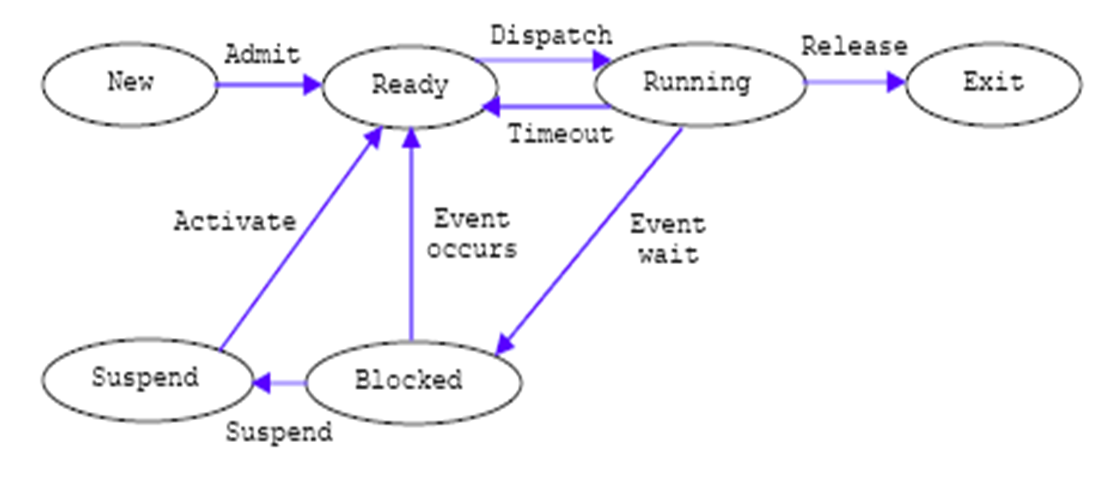 Dispatch
Release
Admit
New
Ready
Running
Exit
Timeout
Activate
Event
occurs
Event
wait
Suspend
Blocked
Suspend